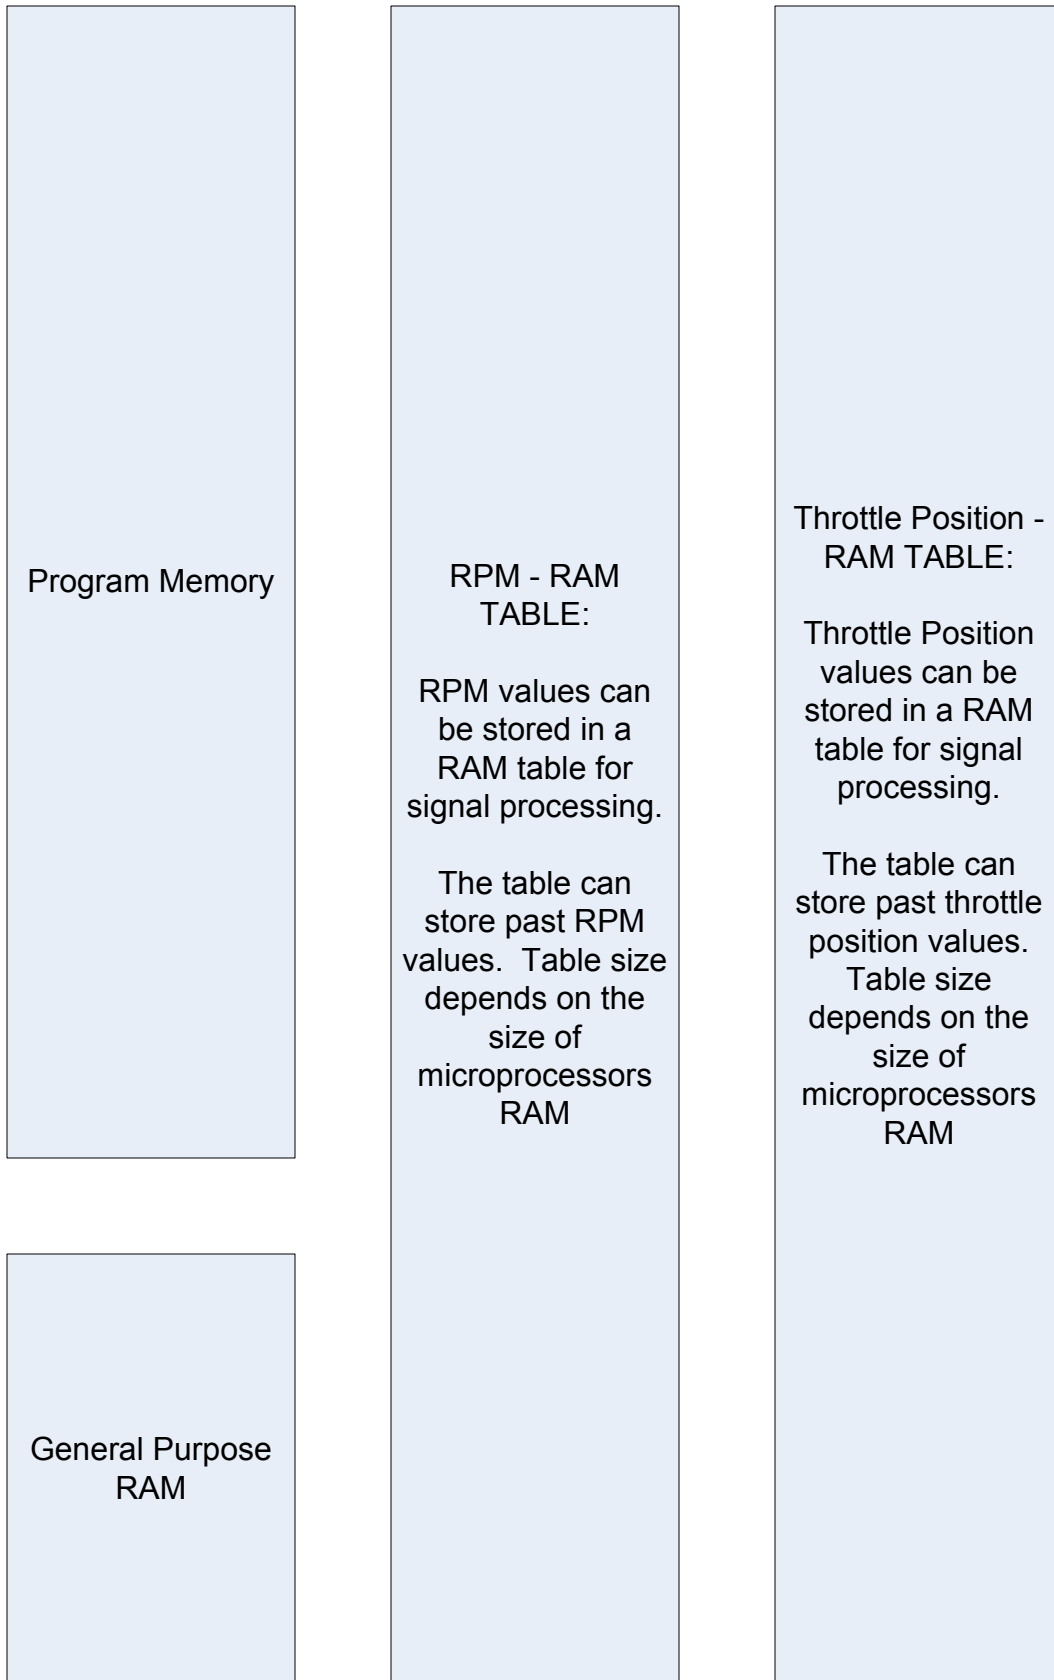 Program Memory
General Purpose
RAM
RPM - RAM
TABLE:
RPM values can
be stored in a
RAM table for
signal processing.
The table can
store past RPM
values.  Table size
depends on the
size of
microprocessors
RAM
Throttle Position -
RAM TABLE:
Throttle Position
values can be
stored in a RAM
table for signal
processing.
The table can
store past throttle
position values.
Table size
depends on the
size of
microprocessors
RAM